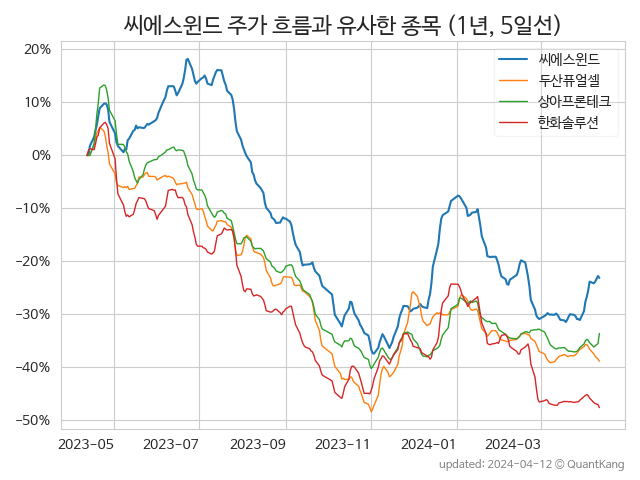 씨에스윈드 주가 흐름과 유사한 종목 (1년, 5일선)
20%
10%
0%
−10%
−20%
−30%
−40%
−50%
씨에스윈드
두산퓨얼셀
상아프론테크
한화솔루션
2023-05
2023-07
2023-09
2023-11
2024-01
2024-03
updated: 2024-04-12 © QuantKang